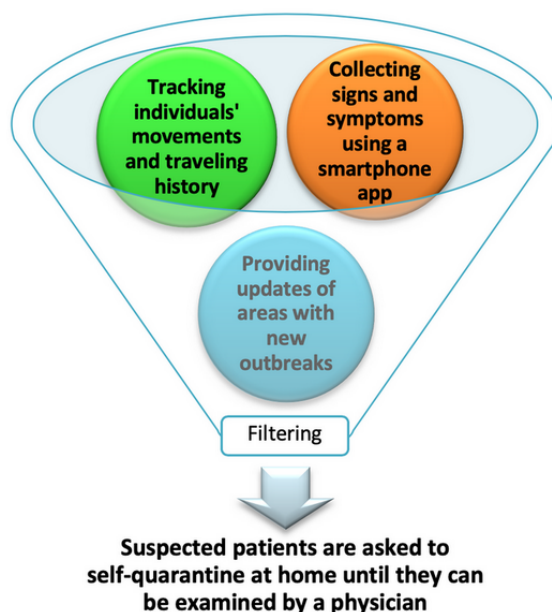 Tracking
individuals'
movements
and traveling
history
Collecting
signs and
symptoms
using a
smartphone
app
Providing
updates of
areas with
new
outbreaks
Filtering
Suspected patients are asked to
self-quarantine at home until they can
be examined by a physician